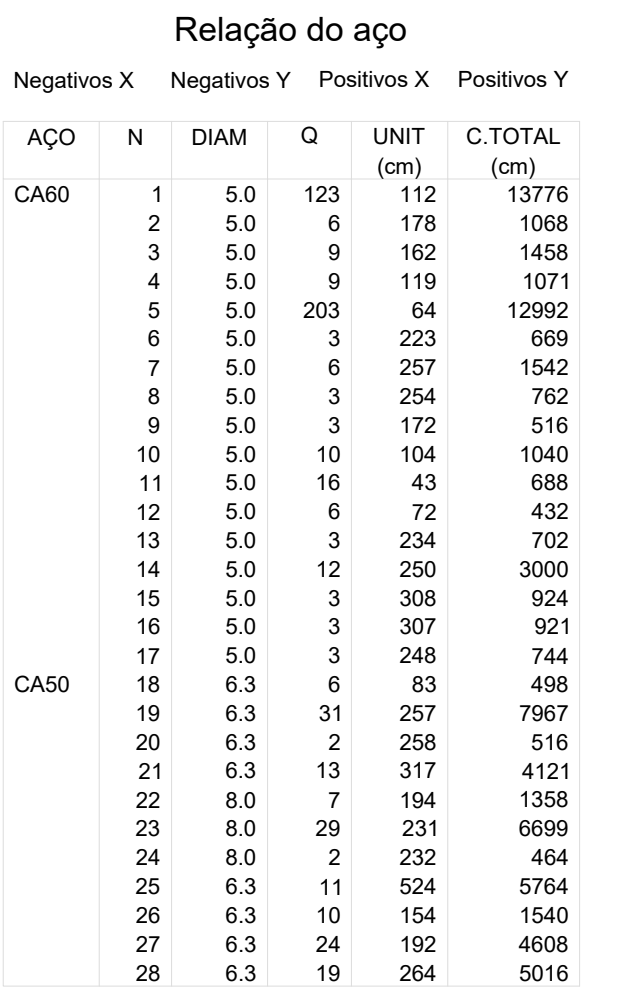 Relação do aço
Negativos X Negativos Y Positivos X Positivos Y
AÇO N DIAM Q UNIT C.TOTAL
(cm) (cm)
CA60 1 5.0 123 112 13776
2 5.0 6 178 1068
3 5.0 9 162 1458
4 5.0 9 119 1071
5 5.0 203 64 12992
6 5.0 3 223 669
7 5.0 6 257 1542
8 5.0 3 254 762
9 5.0 3 172 516
10 5.0 10 104 1040
11 5.0 16 43 688
12 5.0 6 72 432
13 5.0 3 234 702
14 5.0 12 250 3000
15 5.0 3 308 924
16 5.0 3 307 921
17 5.0 3 248 744
CA50 18 6.3 6 83 498
19 6.3 31 257 7967
20 6.3 2 258 516
21 6.3 13 317 4121
22 8.0 7 194 1358
23 8.0 29 231 6699
24 8.0 2 232 464
25 6.3 11 524 5764
26 6.3 10 154 1540
27 6.3 24 192 4608
28 6.3 19 264 5016